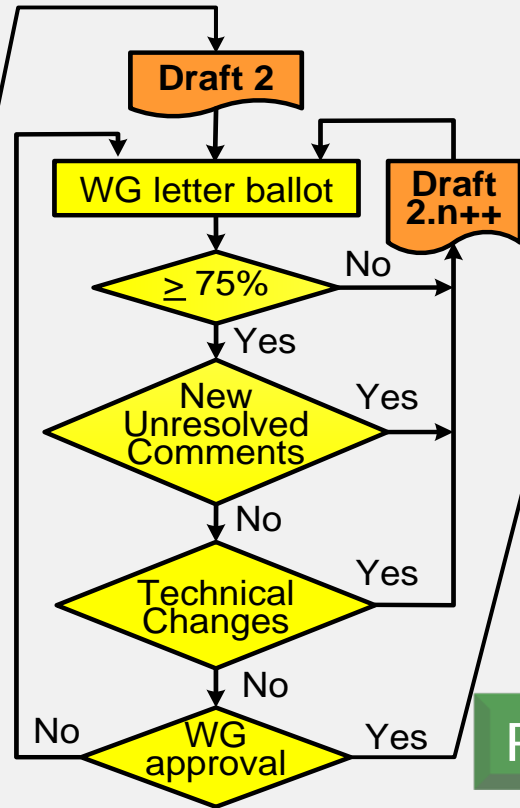 Draft 2
WG letter ballot
Draft
2.n++
≥ 75%
No
Yes
New
Unresolved
Comments
Yes
No
Technical
Changes
Yes
No
No
WG
approval
Yes